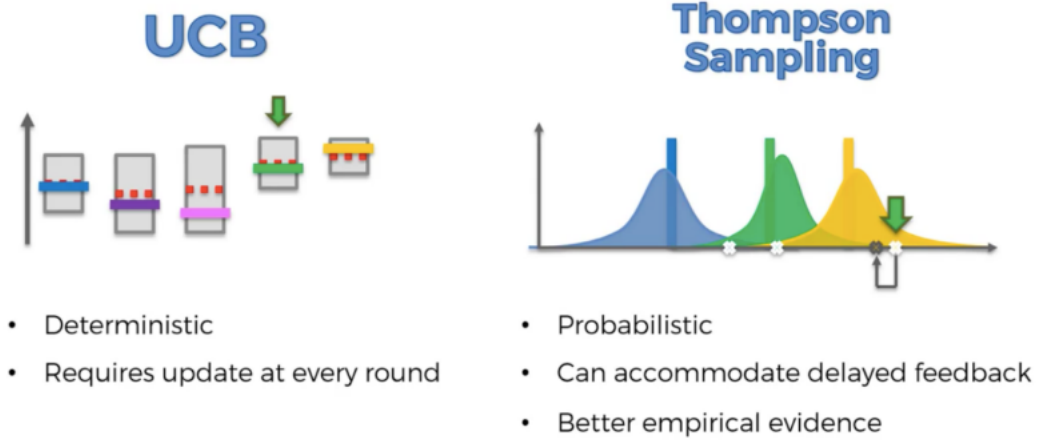 UCB
Thompson
Sampling
• Deterministic
• Requires update at every round
• Probabilistic
• Can accommodate delayed feedback
• Better empirical evidence